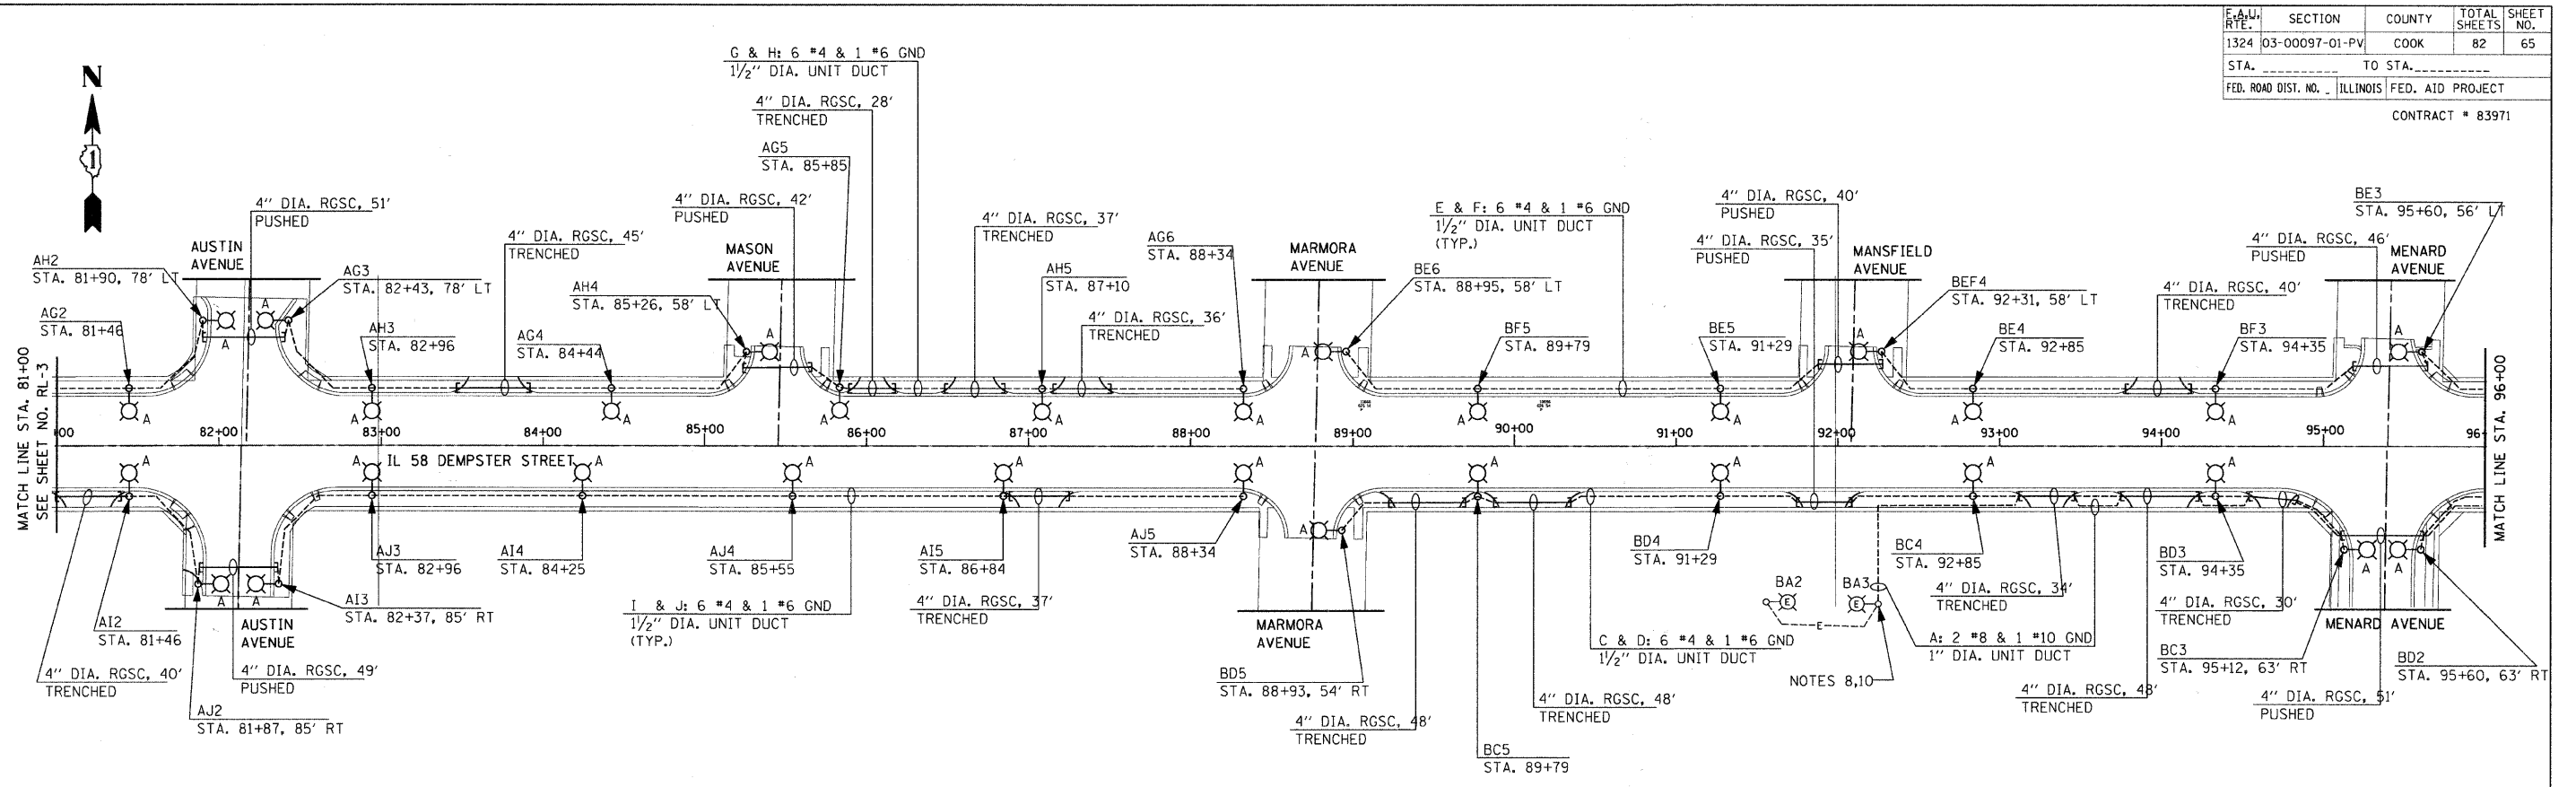 F.A.U. RTE. SECTION COUNTY TOTAL SHEETS SHEET NO.
1324 03-00097-01-PV COOK 82 65
STA. __________ TO STA.__________
FED. ROAD DIST. NO. _ ILLINOIS FED. AID PROJECT
CONTRACT # 83971
N
1
G & H: 6 #4 & 1 #6 GND
1½" DIA. UNIT DUCT
4" DIA. RGSC, 28'
TRENCHED
AG5
STA. 85+85
4" DIA. RGSC, 51'
PUSHED
4" DIA. RGSC, 42'
PUSHED
4" DIA. RGSC, 45'
TRENCHED
4" DIA. RGSC, 37'
TRENCHED
E & F: 6 #4 & 1 #6 GND
1½" DIA. UNIT DUCT
(TYP.)
4" DIA. RGSC, 40'
PUSHED
4" DIA. RGSC, 35'
PUSHED
BE3
STA. 95+60, 56' LT
4" DIA. RGSC, 46'
PUSHED
AUSTIN
AVENUE
MASON
AVENUE
MARMORA
AVENUE
MANSFIELD
AVENUE
MENARD
AVENUE
AH2
STA. 81+90, 78' LT
AG3
STA. 82+43, 78' LT
AH4
STA. 85+26, 58' LT
AH5
STA. 87+10
AG6
STA. 88+34
BE6
STA. 88+95, 58' LT
BEF4
STA. 92+31, 58' LT
4" DIA. RGSC, 40'
TRENCHED
AG2
STA. 81+46
AH3
STA. 82+96
AG4
STA. 84+44
4" DIA. RGSC, 36'
TRENCHED
BF5
STA. 89+79
BE5
STA. 91+29
BE4
STA. 92+85
BF3
STA. 94+35
A A A A A A A
A A A A A A A A A A
MATCH LINE STA. 81+00
SEE SHEET NO. RL-3
+00 82+00 83+00 84+00 85+00 86+00 87+00 88+00 89+00 90+00 91+00 92+00 93+00 94+00 95+00 96+
MATCH LINE STA. 96+00
IL 58 DEMPSTER STREET
A A A A A A A A A A
A A A A A
AI2
STA. 81+46
AJ3
STA. 82+96
AI4
STA. 84+25
AJ4
STA. 85+55
AI5
STA. 86+84
AJ5
STA. 88+34
BD4
STA. 91+29
BC4
STA. 92+85
BD3
STA. 94+35
AI3
STA. 82+37, 85' RT
I & J: 6 #4 & 1 #6 GND
1½" DIA. UNIT DUCT
(TYP.)
4" DIA. RGSC, 37'
TRENCHED
BA2 BA3
E E
E
4" DIA. RGSC, 34'
TRENCHED
4" DIA. RGSC, 30'
TRENCHED
AUSTIN
AVENUE
MARMORA
AVENUE
MENARD AVENUE
C & D: 6 #4 & 1 #6 GND
1½" DIA. UNIT DUCT
A: 2 #8 & 1 #10 GND
1" DIA. UNIT DUCT
NOTES 8,10
4" DIA. RGSC, 40'
TRENCHED
4" DIA. RGSC, 49'
PUSHED
BD5
STA. 88+93, 54' RT
BC3
STA. 95+12, 63' RT
BD2
STA. 95+60, 63' RT
AJ2
STA. 81+87, 85' RT
4" DIA. RGSC, 48'
TRENCHED
4" DIA. RGSC, 48'
TRENCHED
4" DIA. RGSC, 48'
TRENCHED
4" DIA. RGSC, 51'
PUSHED
BC5
STA. 89+79